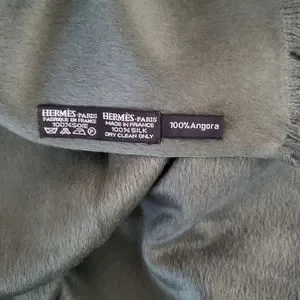 HERMÈS-PARIS
FABRIQUÉ EN FRANCE
100% SOIE
HERMÈS-PARIS
MADE IN FRANCE
100% SILK
DRY CLEAN ONLY
100% Angora